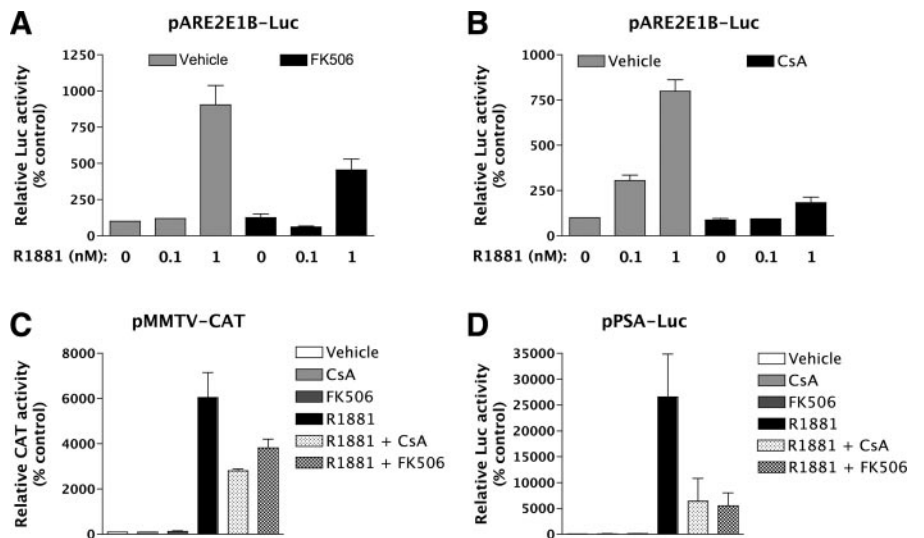 A
pARE2E1B-Luc
Relative Luc activity
(% control)
1250
1000
750
500
250
0
Vehicle
FK506
R1881 (nM):
0
0.1
1
0
0.1
1
B
pARE2E1B-Luc
Relative Luc activity
(% control)
1000
750
500
250
0
Vehicle
CsA
R1881 (nM):
0
0.1
1
0
0.1
1
C
pMMTV-CAT
Relative CAT activity
(% control)
8000
6000
4000
2000
0
Vehicle
CsA
FK506
R1881
R1881 + CsA
R1881 + FK506
D
pPSA-Luc
Relative Luc activity
(% control)
35000
30000
25000
20000
15000
10000
5000
0
Vehicle
CsA
FK506
R1881
R1881 + CsA
R1881 + FK506